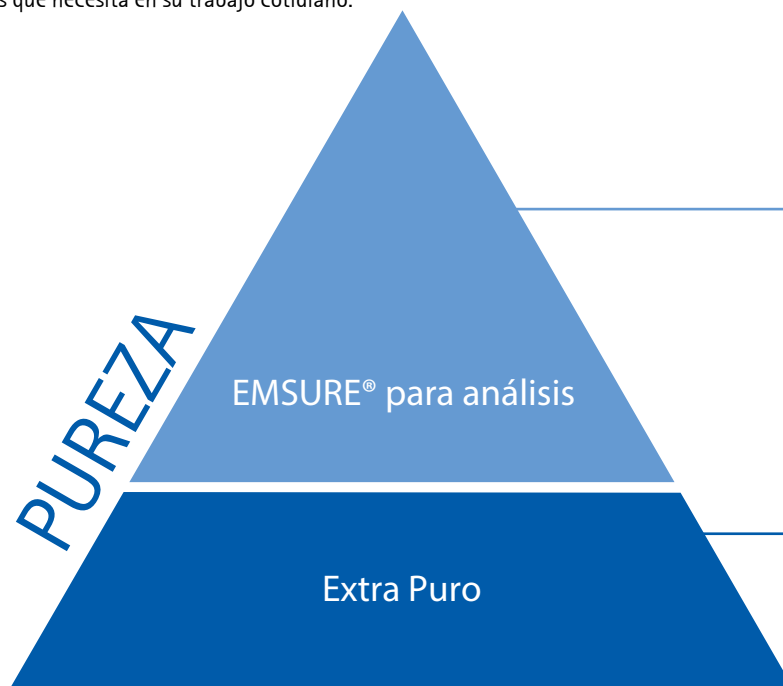 que necesita en su trabajo cotidiano.
PUREZA
EMSURE® para análisis
Extra Puro